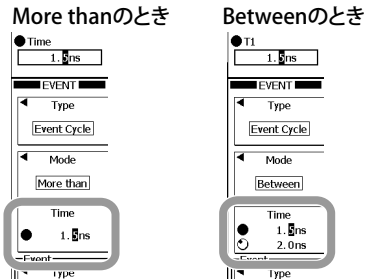 More thanのとき
Time
1.5ns
EVENT
Type
Event Cycle
Mode
More than
Time
1.5ns
Event
Type
Betweenのとき
T1
1.5ns
EVENT
Type
Event Cycle
Mode
Between
Time
1.5ns
2.0ns
Event
Type